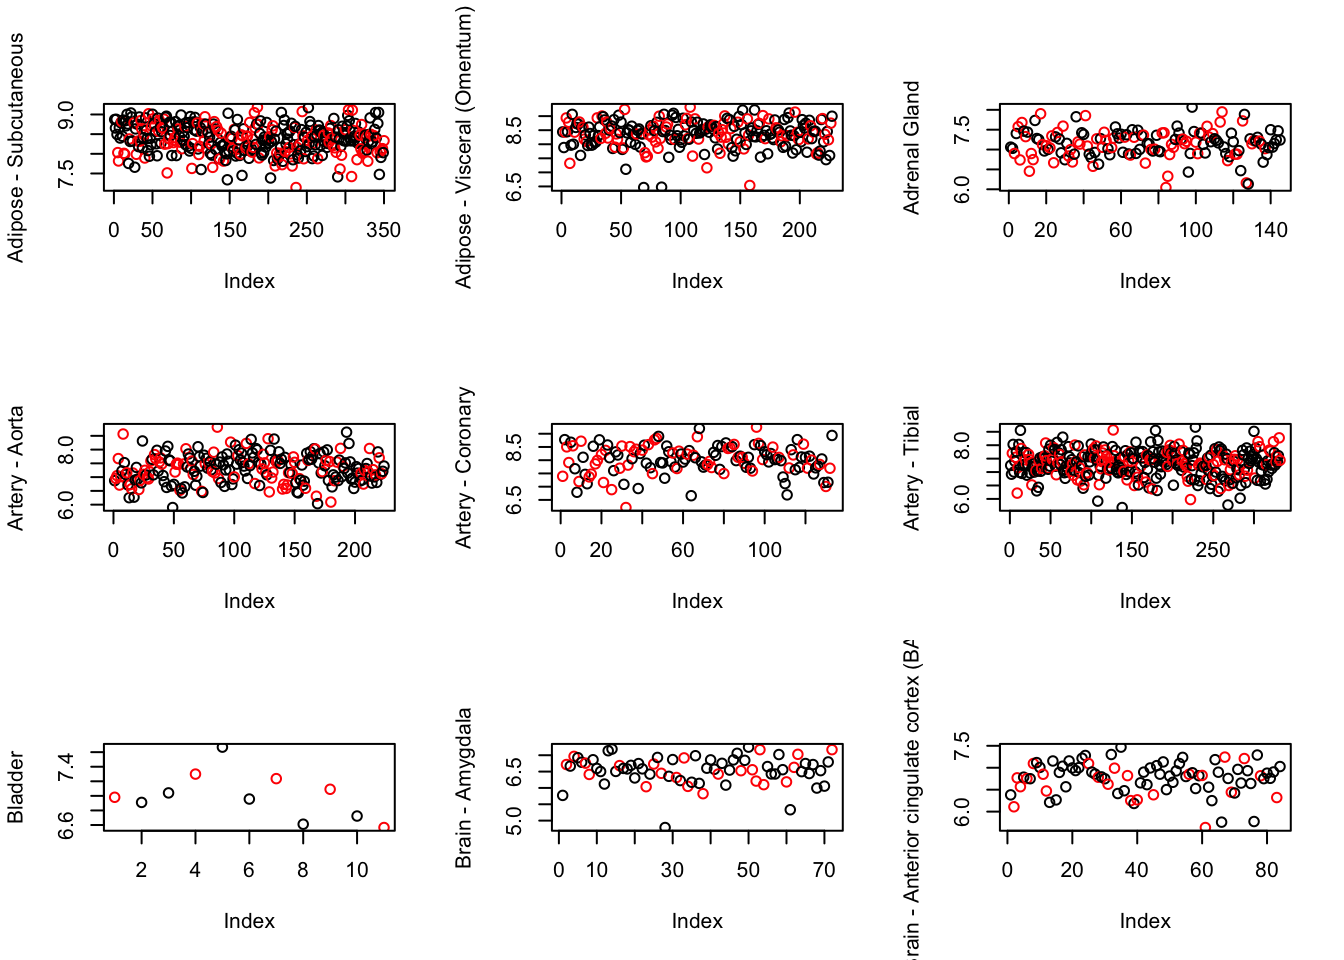 Adipose - Subcutaneous
9.0
7.5
0 50 150 250 350
Index
Adipose - Visceral (Omentum)
8.5
6.5
0 50 100 150 200
Index
Adrenal Gland
7.5
6.0
0 20 60 100 140
Index
Artery - Aorta
8.0
6.0
0 50 100 150 200
Index
Artery - Coronary
8.5
6.5
0 20 60 100
Index
Artery - Tibial
8.0
6.0
0 50 150 250
Index
Bladder
7.4
6.6
2 4 6 8 10
Index
Brain - Amygdala
6.5
5.0
0 10 30 50 70
Index
rain - Anterior cingulate cortex (BA
7.5
6.0
0 20 40 60 80
Index